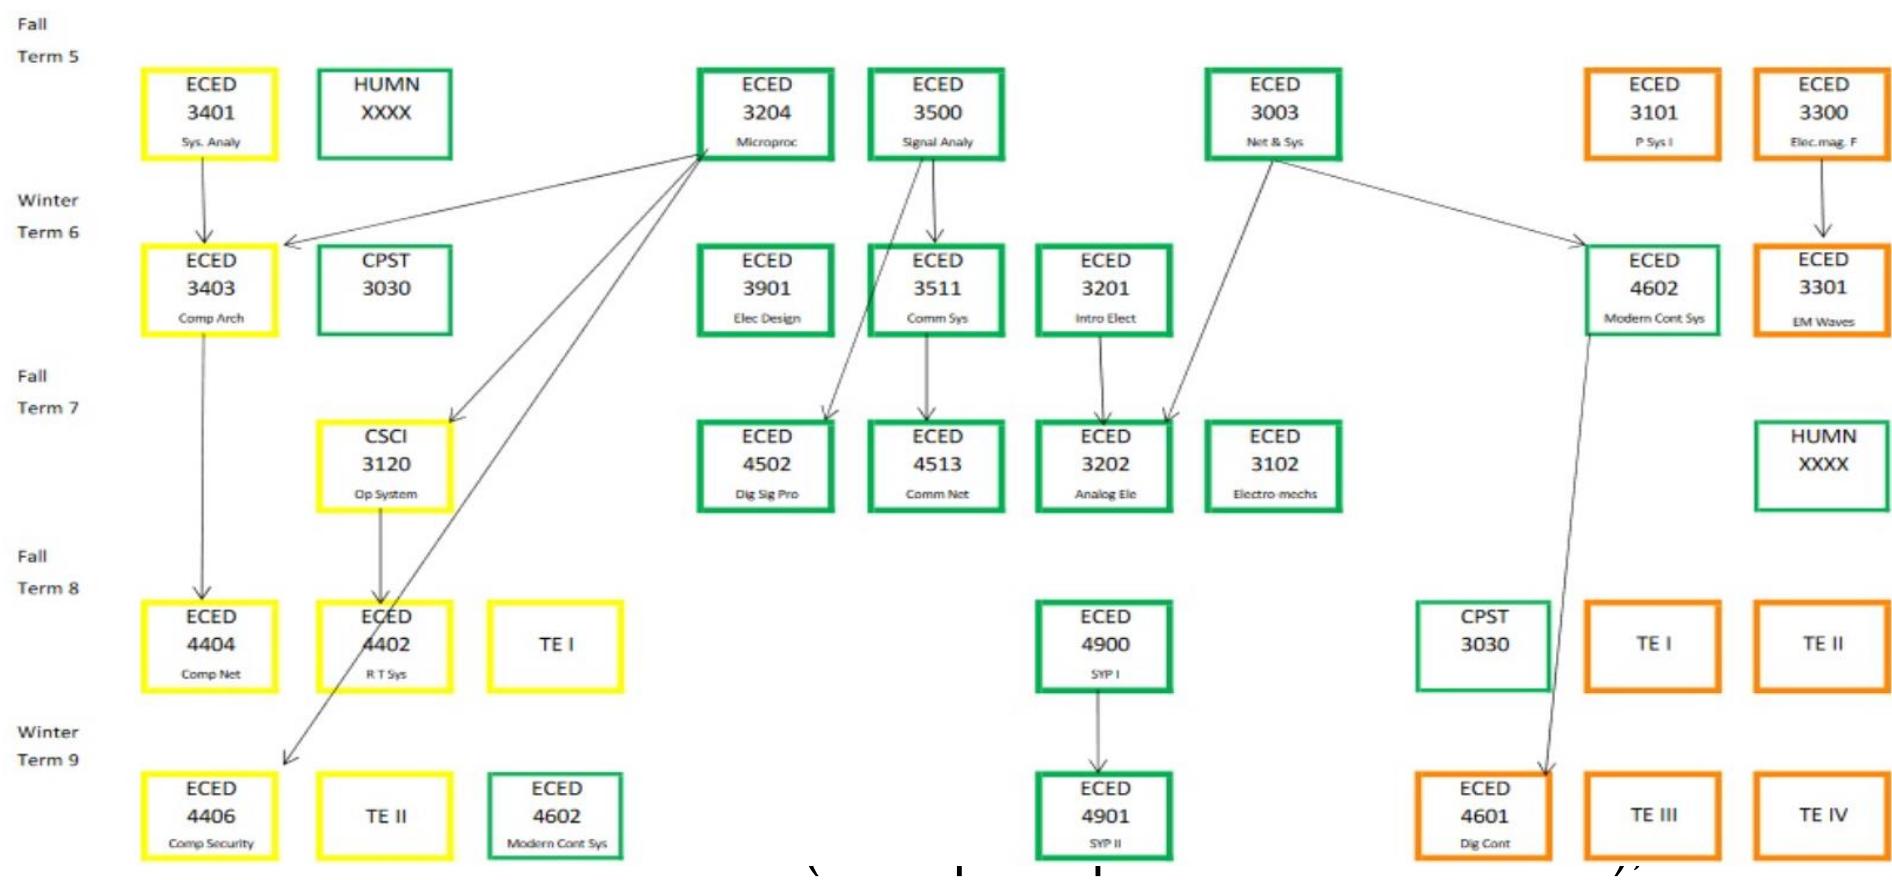 Fall
Term 5
ECED
3401
Sys. Analy
HUMN
XXXX
ECED
3204
Microproc
ECED
3500
Signal Analy
ECED
3003
Net & Sys
ECED
3101
P Sys I
ECED
3300
Elec.mag. F
Winter
Term 6
ECED
3403
Comp Arch
CPST
3030
ECED
3901
Elec Design
ECED
3511
Comm Sys
ECED
3201
Intro Elect
ECED
4602
Modern Cont Sys
ECED
3301
EM Waves
Fall
Term 7
CSCI
3120
Op System
ECED
4502
Dig Sig Pro
ECED
4513
Comm Net
ECED
3202
Analog Ele
ECED
3102
Electro-mechs
HUMN
XXXX
Fall
Term 8
ECED
4404
Comp Net
ECED
4402
R T Sys
TE I
ECED
4900
SYP I
CPST
3030
TE I
TE II
Winter
Term 9
ECED
4406
Comp Security
TE II
ECED
4602
Modern Cont Sys
ECED
4901
SYP II
ECED
4601
Dig Cont
TE III
TE IV